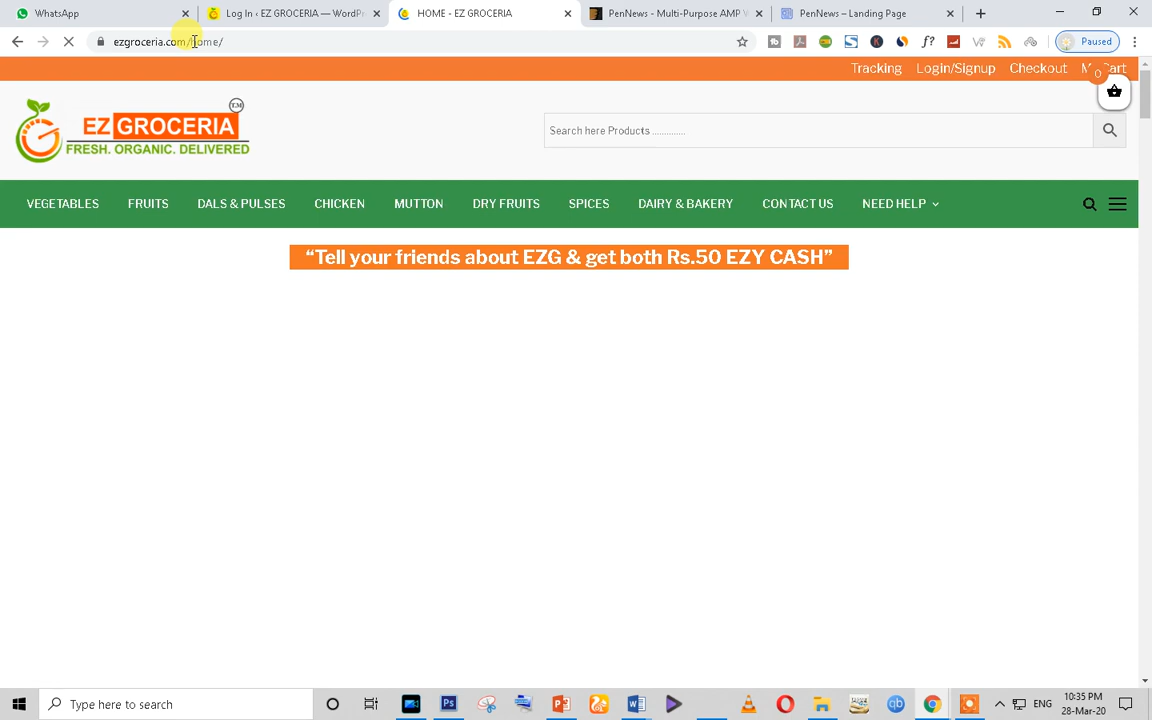 WhatsApp
Log In ‹ EZ GROCERIA — WordPr
HOME - EZ GROCERIA
PenNews - Multi-Purpose AMP V
PenNews – Landing Page
ezgroceria.com/home/
Paused
Tracking
Login/Signup
Checkout
My Cart
0
EZ GROCERIA
TM
FRESH. ORGANIC. DELIVERED
Search here Products .............
VEGETABLES
FRUITS
DALS & PULSES
CHICKEN
MUTTON
DRY FRUITS
SPICES
DAIRY & BAKERY
CONTACT US
NEED HELP
“Tell your friends about EZG & get both Rs.50 EZY CASH”
Type here to search
ENG
10:35 PM
28-Mar-20